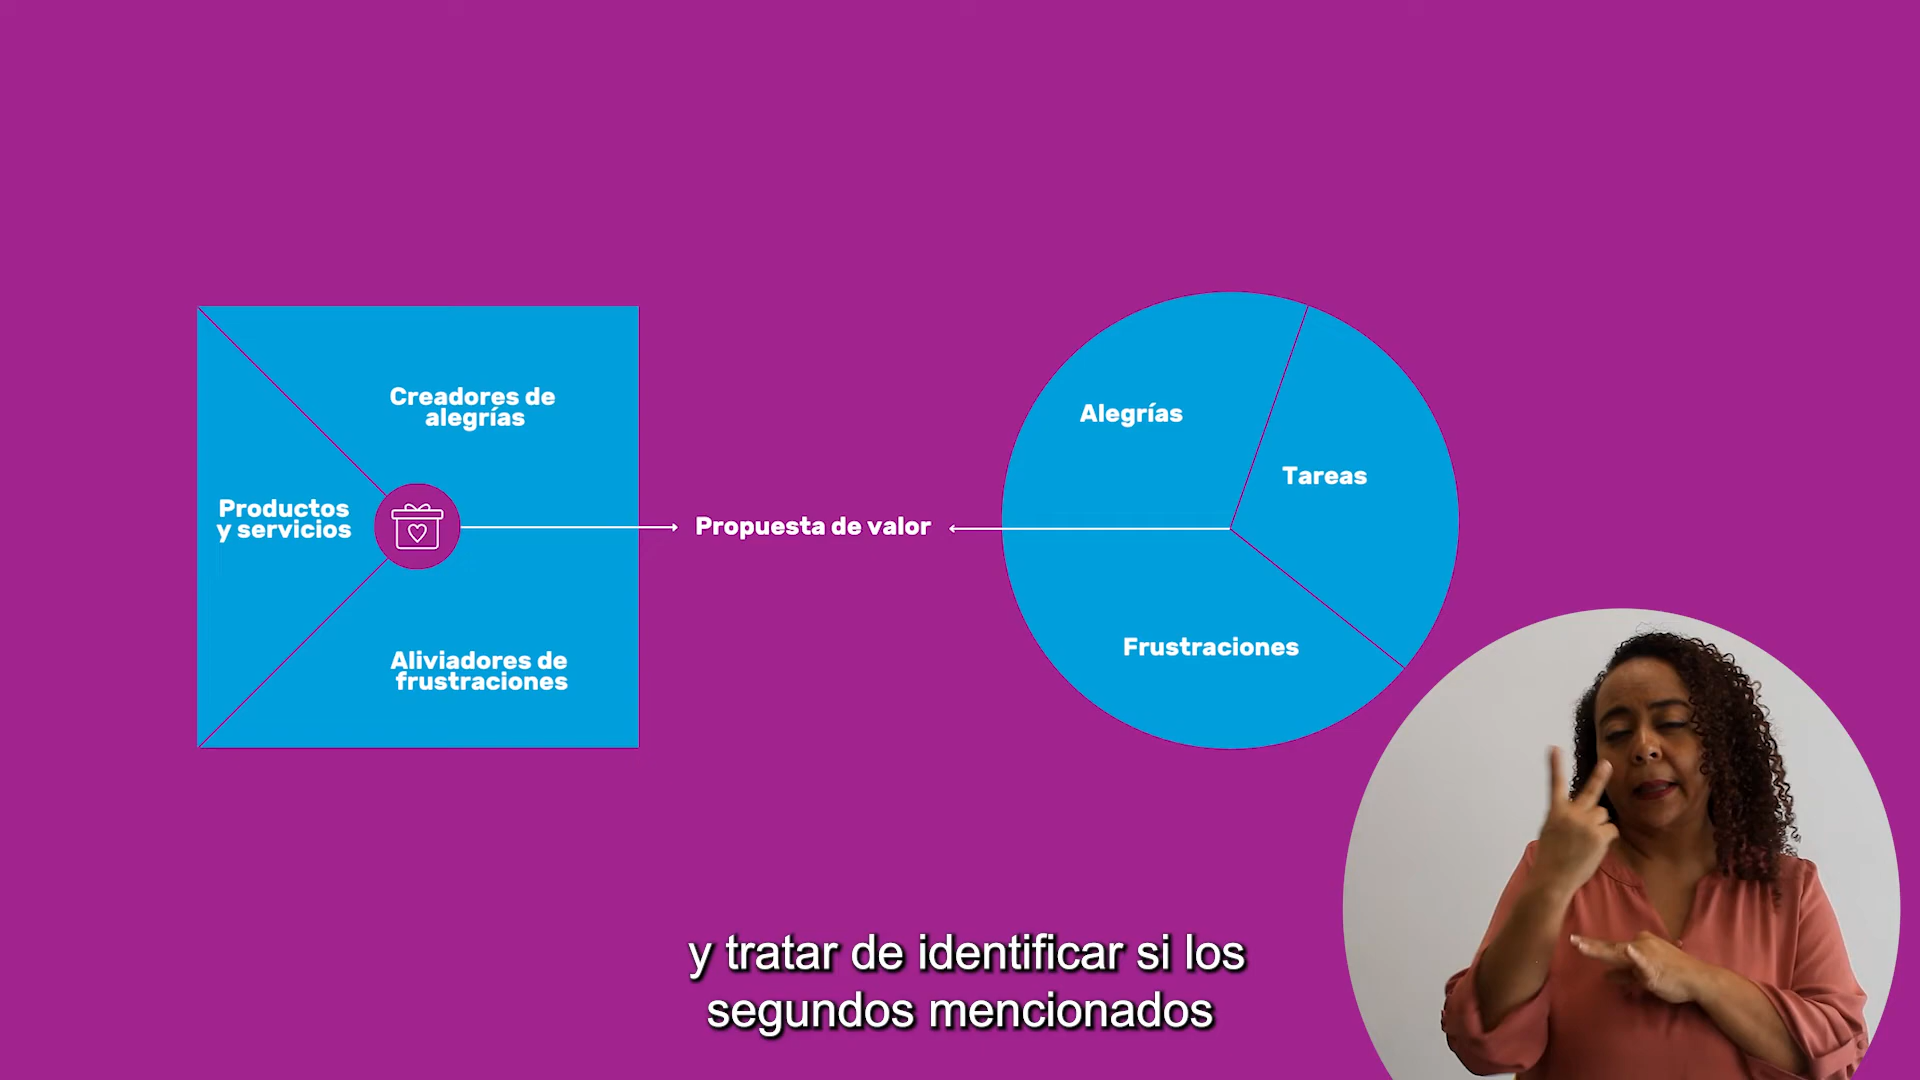 Creadores de
alegrías
Productos
y servicios
Aliviadores de
frustraciones
Propuesta de valor
Alegrías
Tareas
Frustraciones
y tratar de identificar si los
segundos mencionados